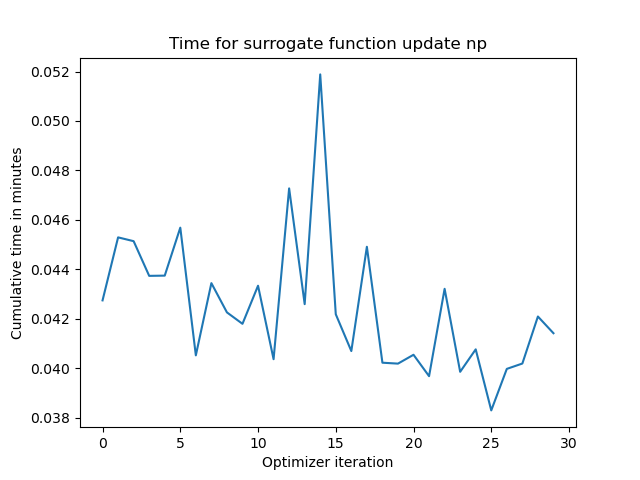 Time for surrogate function update np
Cumulative time in minutes
0.052
0.050
0.048
0.046
0.044
0.042
0.040
0.038
0 5 10 15 20 25 30
Optimizer iteration